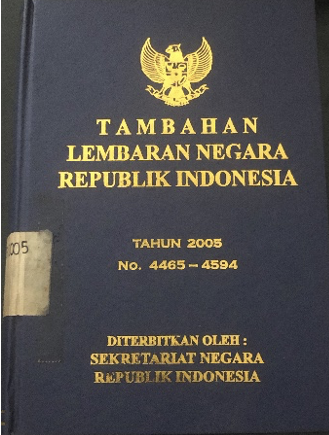 TAMBAHAN
LEMBARAN NEGARA
REPUBLIK INDONESIA
TAHUN 2005
No. 4465 – 4594
DITERBITKAN OLEH :
SEKRETARIAT NEGARA
REPUBLIK INDONESIA